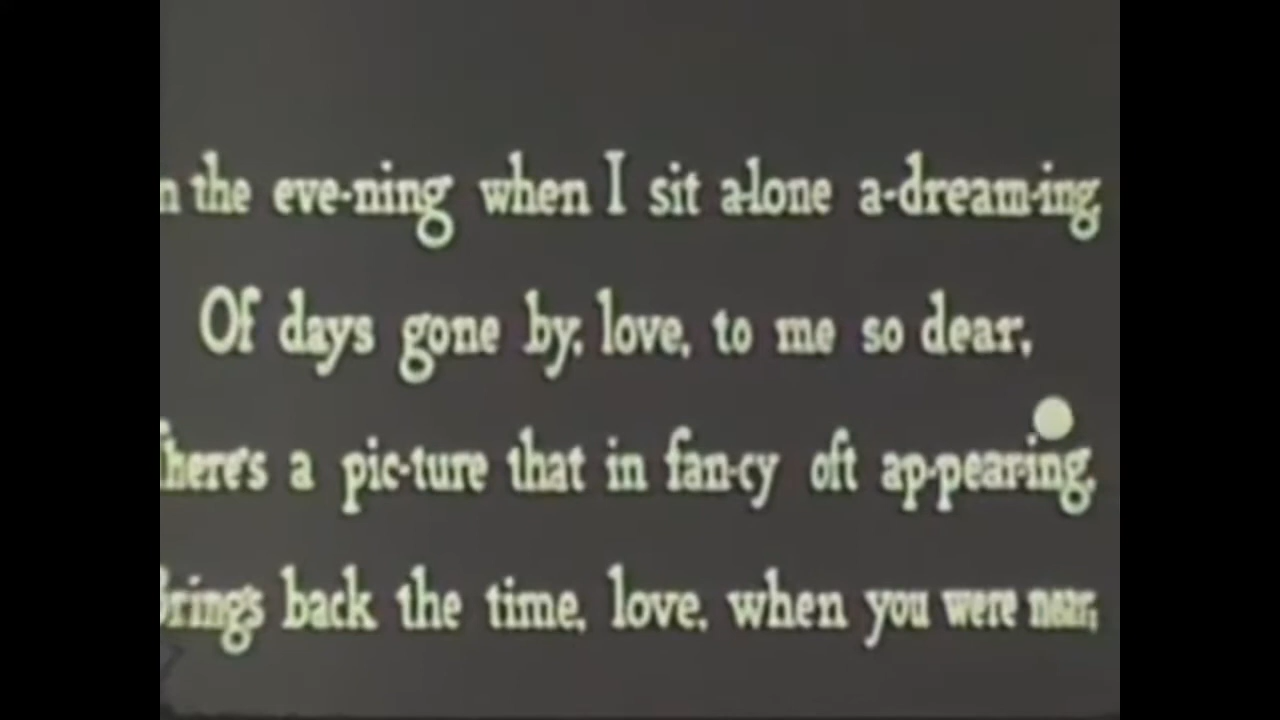 n the eve-ning when I sit a-lone a-dream-ing
Of days gone by, love, to me so dear,
here's a pic-ture that in fan-cy oft ap-pear-ing,
rings back the time, love, when you were near;